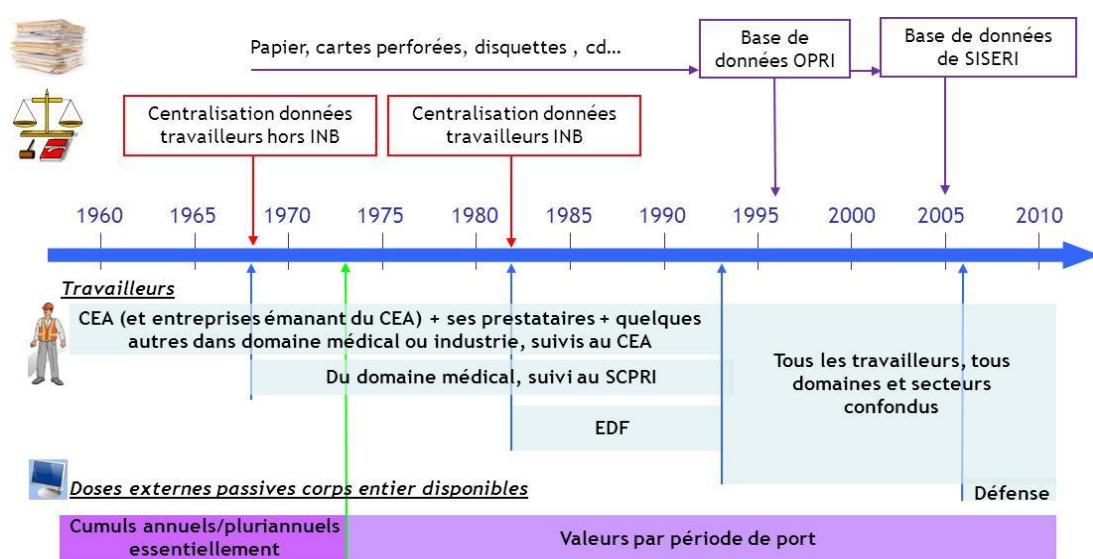 Papier, cartes perforées, disquettes , cd…
Base de
données OPRI
Base de données
de SISERI
Centralisation données
travailleurs hors INB
Centralisation données
travailleurs INB
1960 1965 1970 1975 1980 1985 1990 1995 2000 2005 2010
Travailleurs
CEA (et entreprises émanant du CEA) + ses prestataires + quelques
autres dans domaine médical ou industrie, suivis au CEA
Du domaine médical, suivi au SCPRI
EDF
Tous les travailleurs, tous
domaines et secteurs
confondus
Défense
Doses externes passives corps entier disponibles
Cumuls annuels/pluriannuels
essentiellement
Valeurs par période de port